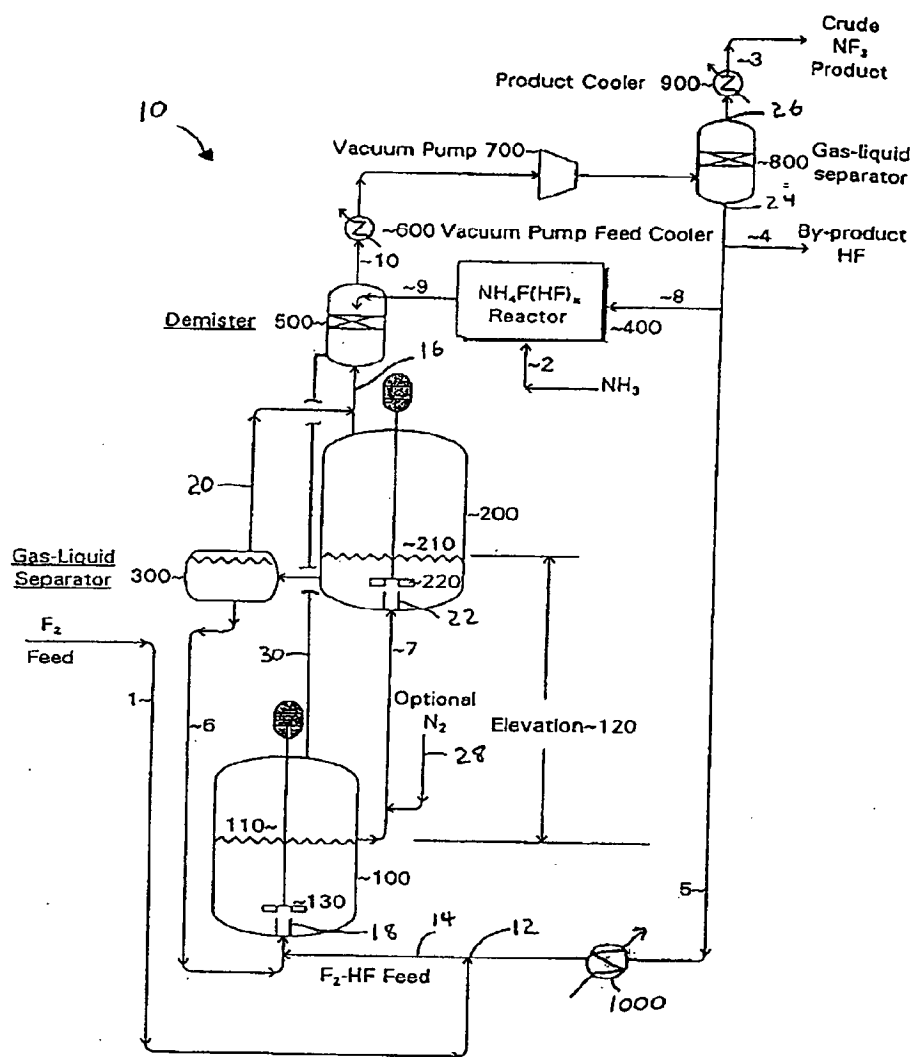 Crude
NF₃
Product
~3
Product Cooler 900~
26
10
Vacuum Pump 700
~800 Gas-liquid
separator
24
~600 Vacuum Pump Feed Cooler
~4
By-product
HF
~10
~9
NH₄F(HF)ₓ
Reactor
~8
~400
Demister
500
16
~2
NH₃
20
~200
~210
Gas-Liquid
Separator
300
~220
22
F₂
Feed
30
~7
1~
Optional
N₂
~6
Elevation~120
28
110~
~100
5~
~130
18
14
12
F₂-HF Feed
1000